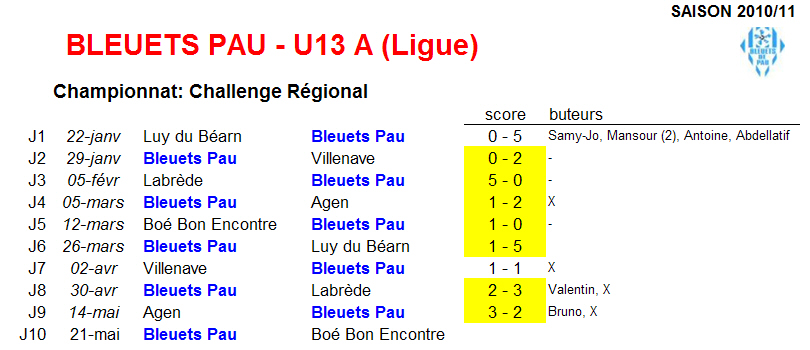 SAISON 2010/11
BLEUETS PAU - U13 A (Ligue)
BLEUETS
DE
PAU
Championnat: Challenge Régional
score buteurs
J1 22-janv Luy du Béarn Bleuets Pau 0 - 5 Samy-Jo, Mansour (2), Antoine, Abdellatif
J2 29-janv Bleuets Pau Villenave 0 - 2 -
J3 05-févr Labrède Bleuets Pau 5 - 0 -
J4 05-mars Bleuets Pau Agen 1 - 2 X
J5 12-mars Boé Bon Encontre Bleuets Pau 1 - 0 -
J6 26-mars Bleuets Pau Luy du Béarn 1 - 5
J7 02-avr Villenave Bleuets Pau 1 - 1 X
J8 30-avr Bleuets Pau Labrède 2 - 3 Valentin, X
J9 14-mai Agen Bleuets Pau 3 - 2 Bruno, X
J10 21-mai Bleuets Pau Boé Bon Encontre